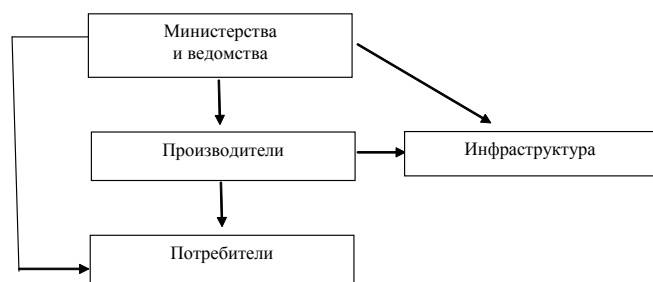 Министерства
и ведомства
Производители
Инфраструктура
Потребители